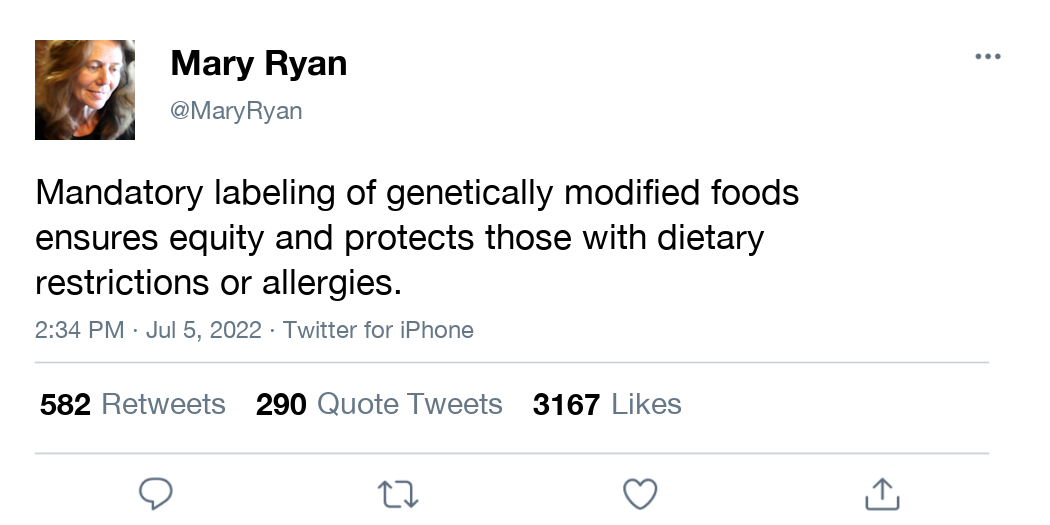 Mary Ryan
@MaryRyan
Mandatory labeling of genetically modified foods
ensures equity and protects those with dietary
restrictions or allergies.
2:34 PM · Jul 5, 2022 · Twitter for iPhone
582 Retweets 290 Quote Tweets 3167 Likes